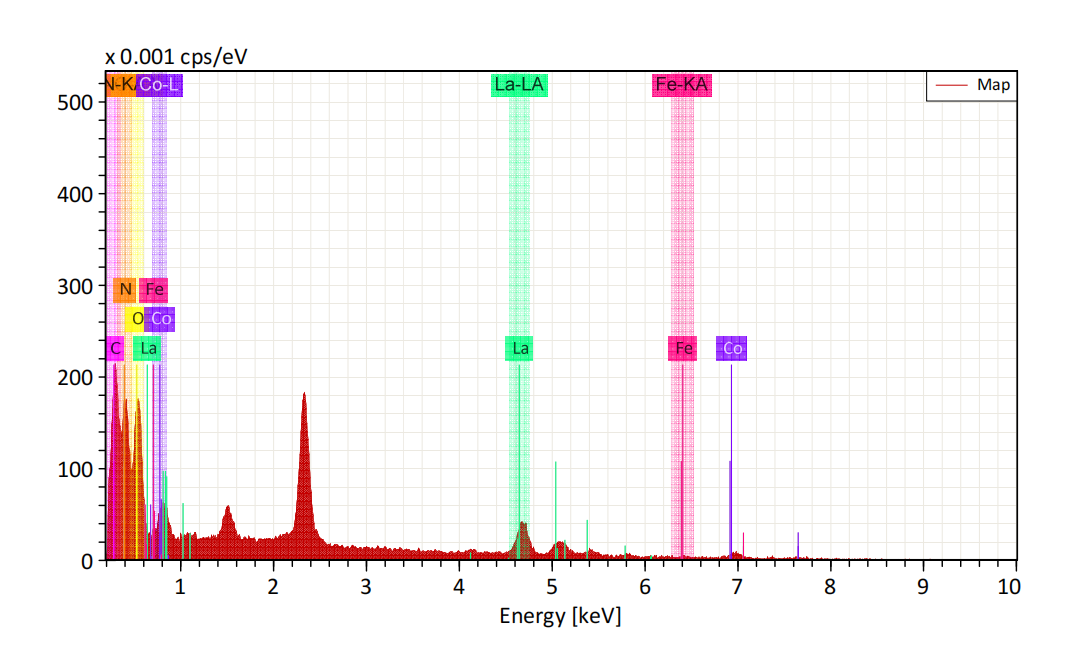 x 0.001 cps/eV
N-KA Co-L La-LA Fe-KA Map
500
400
300
200
100
0
N Fe
O Co
C La La Fe Co
1 2 3 4 5 6 7 8 9 10
Energy [keV]